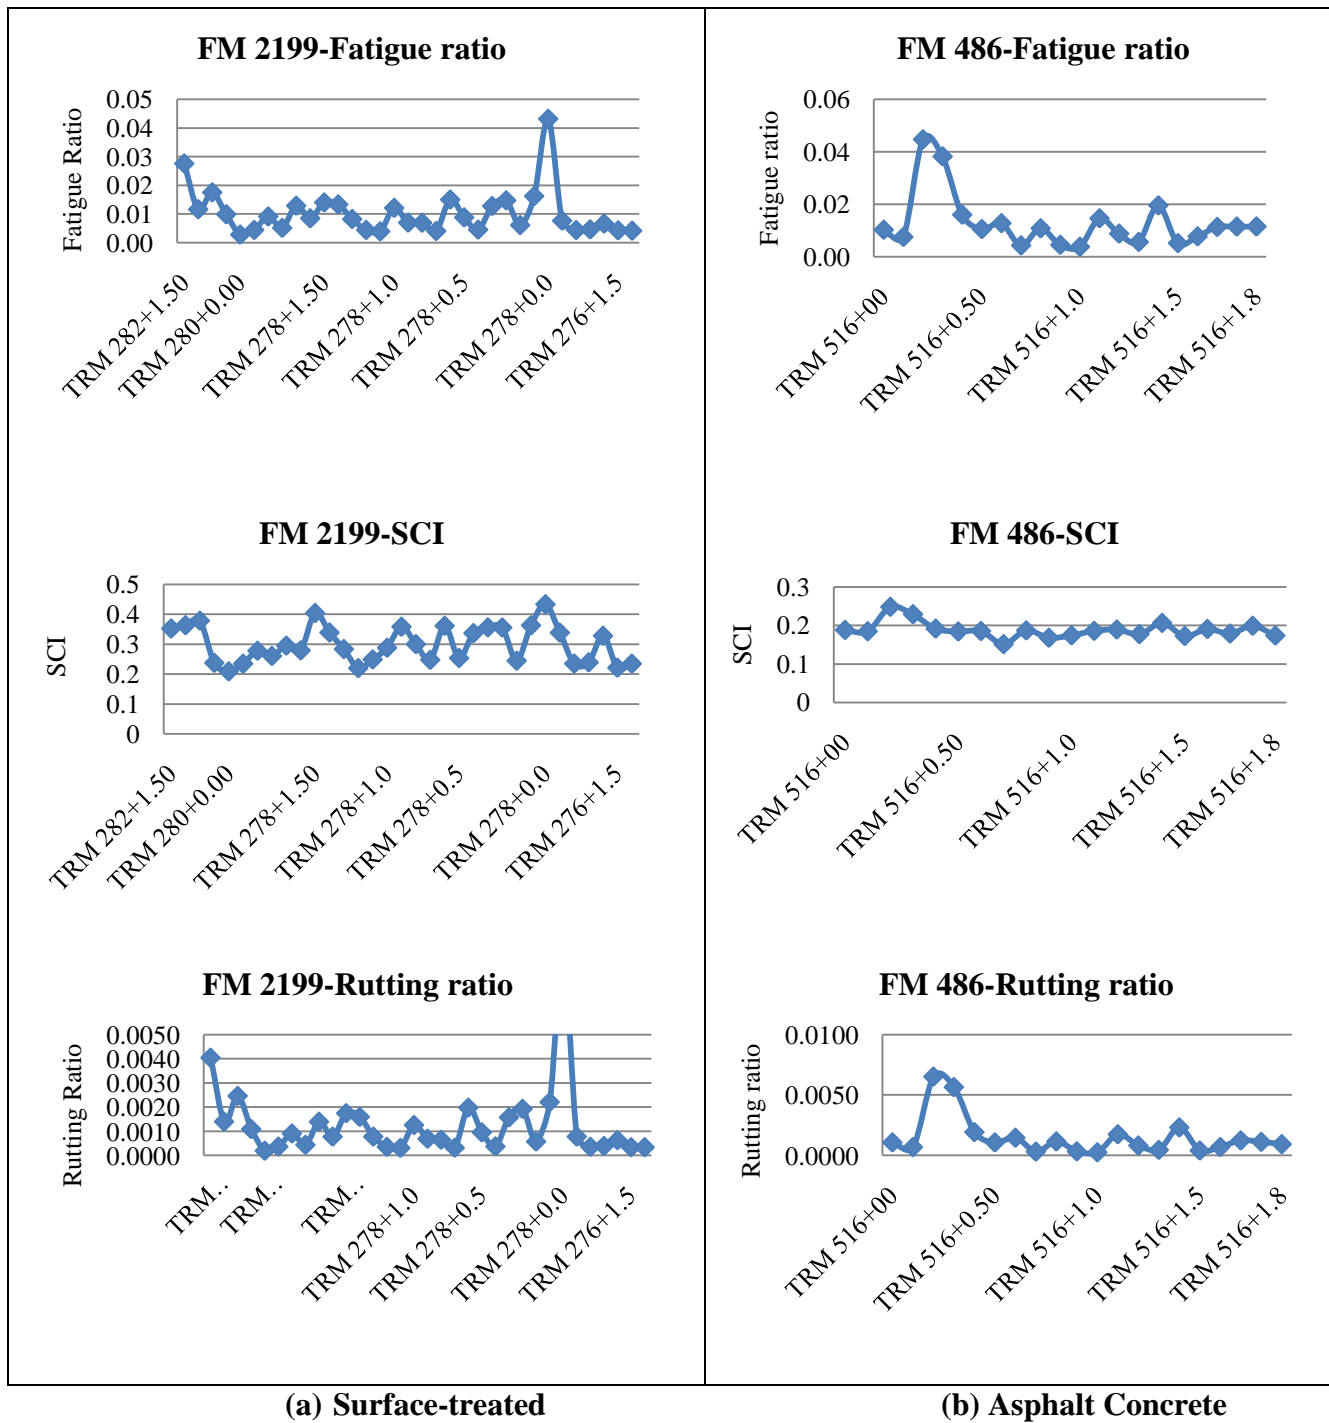 FM 2199-Fatigue ratio
Fatigue Ratio
0.05
0.04
0.03
0.02
0.01
0.00
TRM 282+1.50
TRM 280+0.00
TRM 278+1.50
TRM 278+1.0
TRM 278+0.5
TRM 278+0.0
TRM 276+1.5
FM 2199-SCI
SCI
0.5
0.4
0.3
0.2
0.1
0
TRM 282+1.50
TRM 280+0.00
TRM 278+1.50
TRM 278+1.0
TRM 278+0.5
TRM 278+0.0
TRM 276+1.5
FM 2199-Rutting ratio
Rutting Ratio
0.0050
0.0040
0.0030
0.0020
0.0010
0.0000
TRM..
TRM..
TRM..
TRM 278+1.0
TRM 278+0.5
TRM 278+0.0
TRM 276+1.5
(a) Surface-treated
FM 486-Fatigue ratio
Fatigue ratio
0.06
0.04
0.02
0.00
TRM 516+00
TRM 516+0.50
TRM 516+1.0
TRM 516+1.5
TRM 516+1.8
FM 486-SCI
SCI
0.3
0.2
0.1
0
TRM 516+00
TRM 516+0.50
TRM 516+1.0
TRM 516+1.5
TRM 516+1.8
FM 486-Rutting ratio
Rutting ratio
0.0100
0.0050
0.0000
TRM 516+00
TRM 516+0.50
TRM 516+1.0
TRM 516+1.5
TRM 516+1.8
(b) Asphalt Concrete